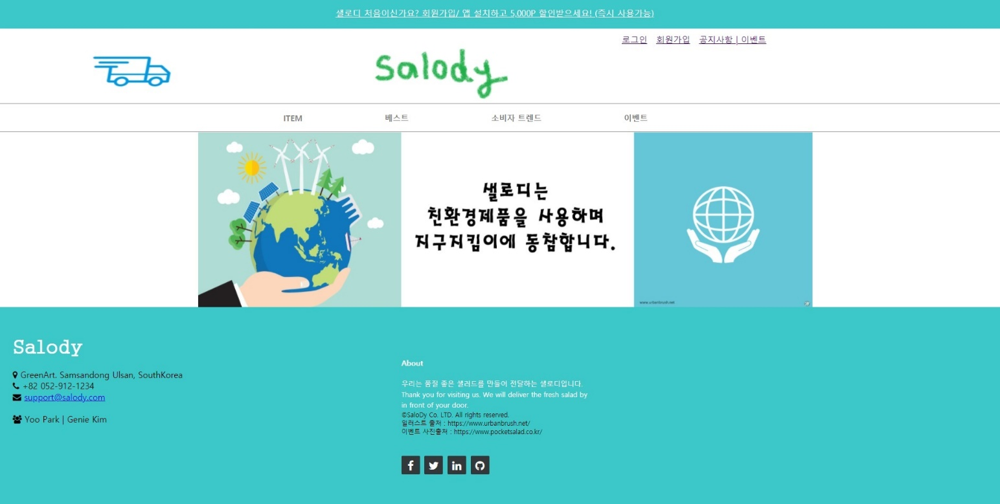 샐로디 처음이신가요? 회원가입/ 앱 설치하고 5,000P 할인받으세요! (즉시 사용가능)
로그인 회원가입 공지사항 | 이벤트
Salody
ITEM 베스트 소비자 트렌드 이벤트
샐로디는
친환경제품을 사용하며
지구지킴이에 동참합니다.
www.urbanbrush.net
Salody
GreenArt. Samsandong Ulsan, SouthKorea
+82 052-912-1234
support@salody.com
Yoo Park | Genie Kim
About
우리는 품질 좋은 샐러드를 만들어 전달하는 샐로디입니다.
Thank you for visiting us. We will deliver the fresh salad by
in front of your door.
©SaloDy Co. LTD. All rights reserved.
일러스트 출처 : https://www.urbanbrush.net/
이벤트 사진출처 : https://www.pocketsalad.co.kr/